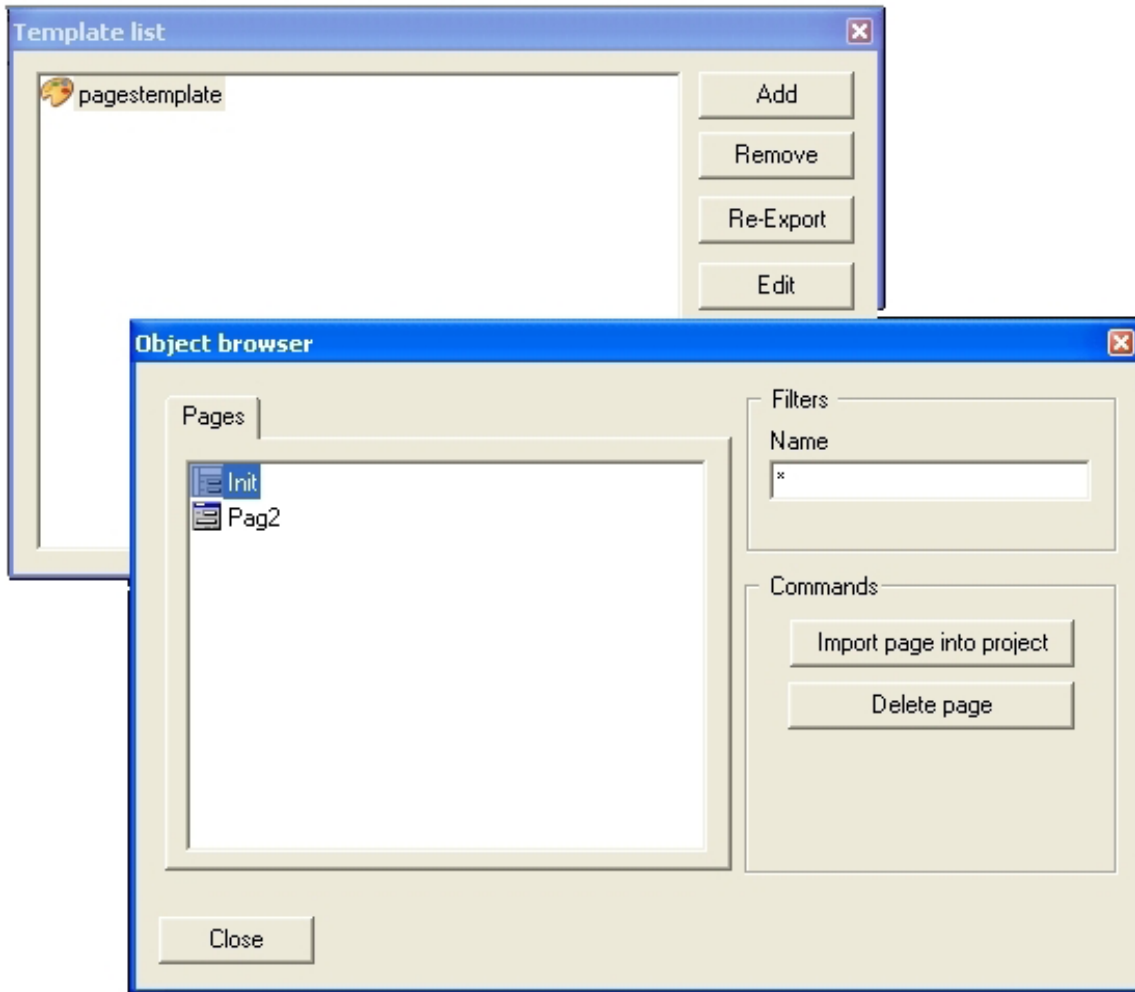 Template list
pagestemplate
Add
Remove
Re-Export
Edit
Object browser
Pages
Init
Pag2
Filters
Name
*
Commands
Import page into project
Delete page
Close